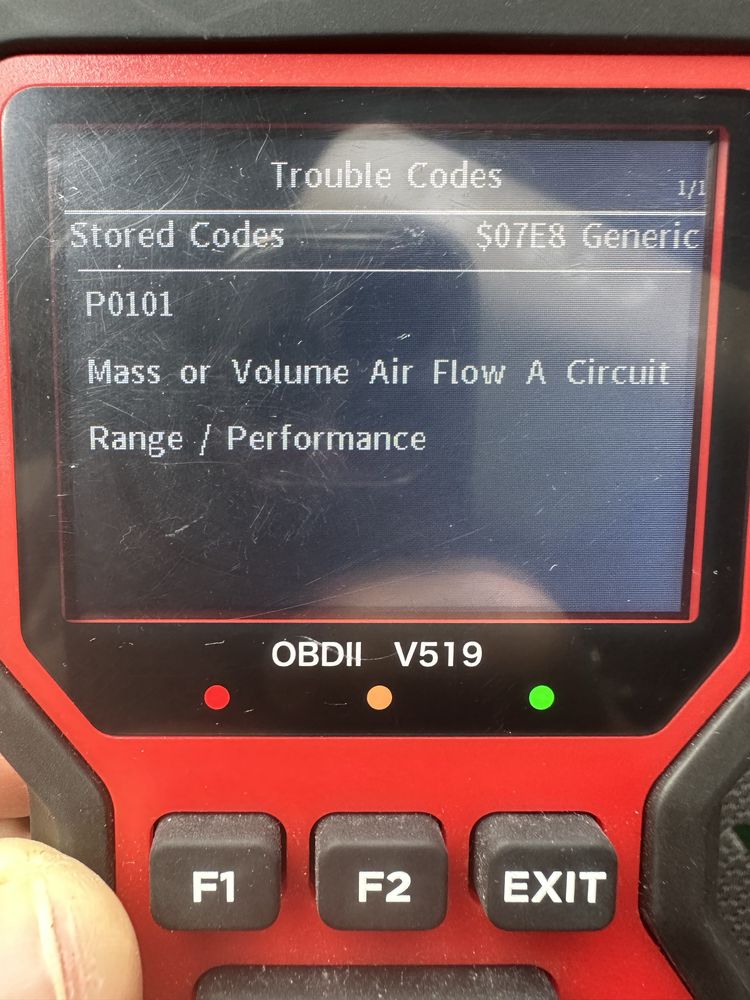 Trouble Codes
1/1
Stored Codes $07E8 Generic
P0101
Mass or Volume Air Flow A Circuit
Range / Performance
OBDII V519
F1 F2 EXIT